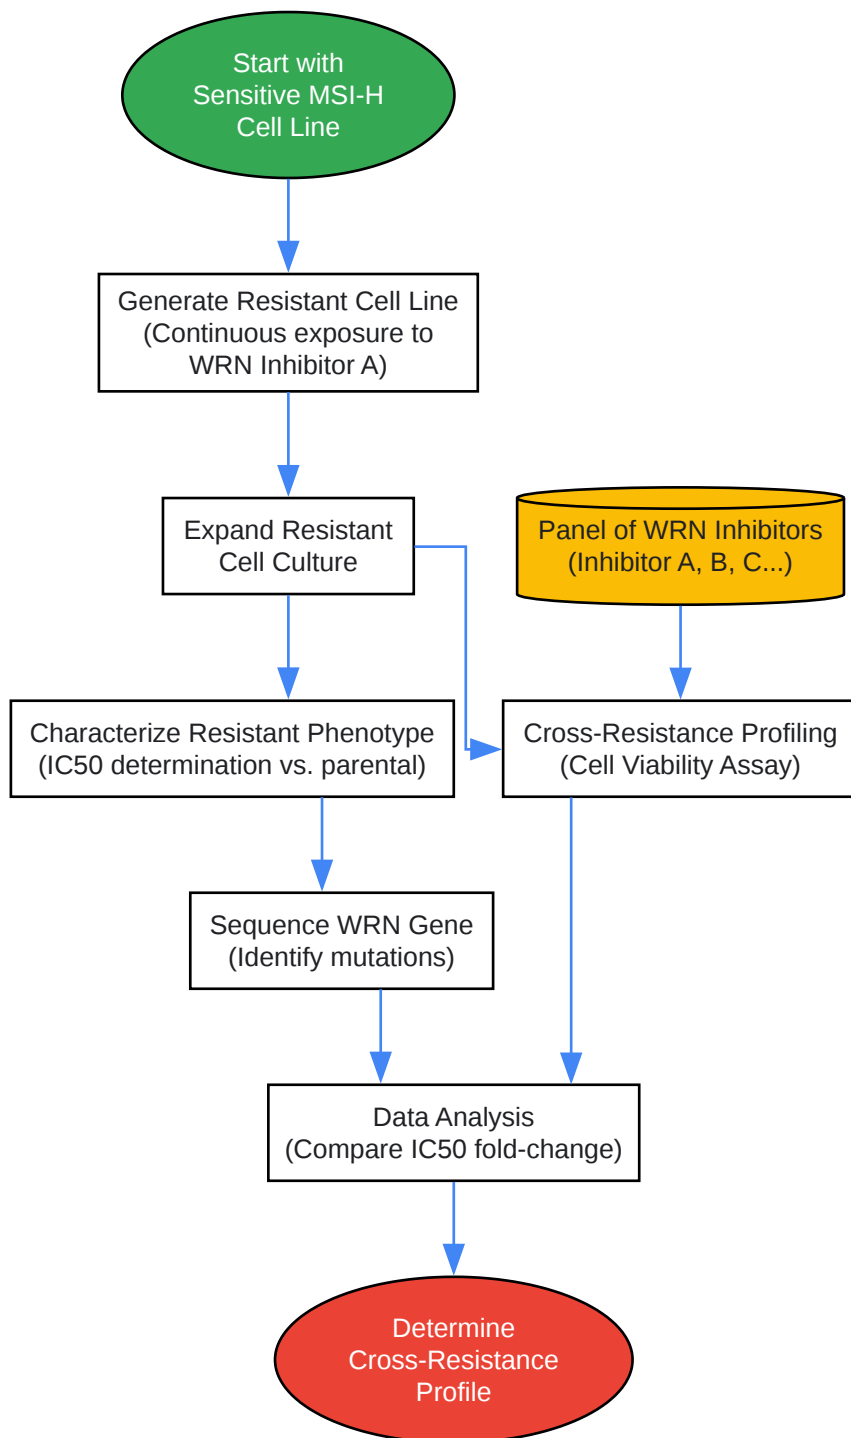 Start with
Sensitive MSI-H
Cell Line
Generate Resistant Cell Line
(Continuous exposure to
WRN Inhibitor A)
Expand Resistant
Cell Culture
Panel of WRN Inhibitors
(Inhibitor A, B, C...)
Characterize Resistant Phenotype
(IC50 determination vs. parental)
Cross-Resistance Profiling
(Cell Viability Assay)
Sequence WRN Gene
(Identify mutations)
Data Analysis
(Compare IC50 fold-change)
Determine
Cross-Resistance
Profile